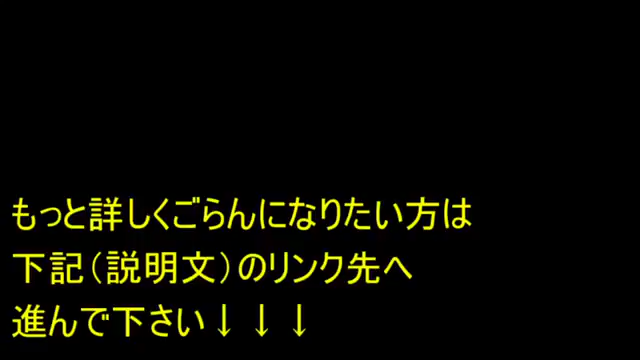 もっと詳しくごらんになりたい方は
下記（説明文）のリンク先へ
進んで下さい↓↓↓